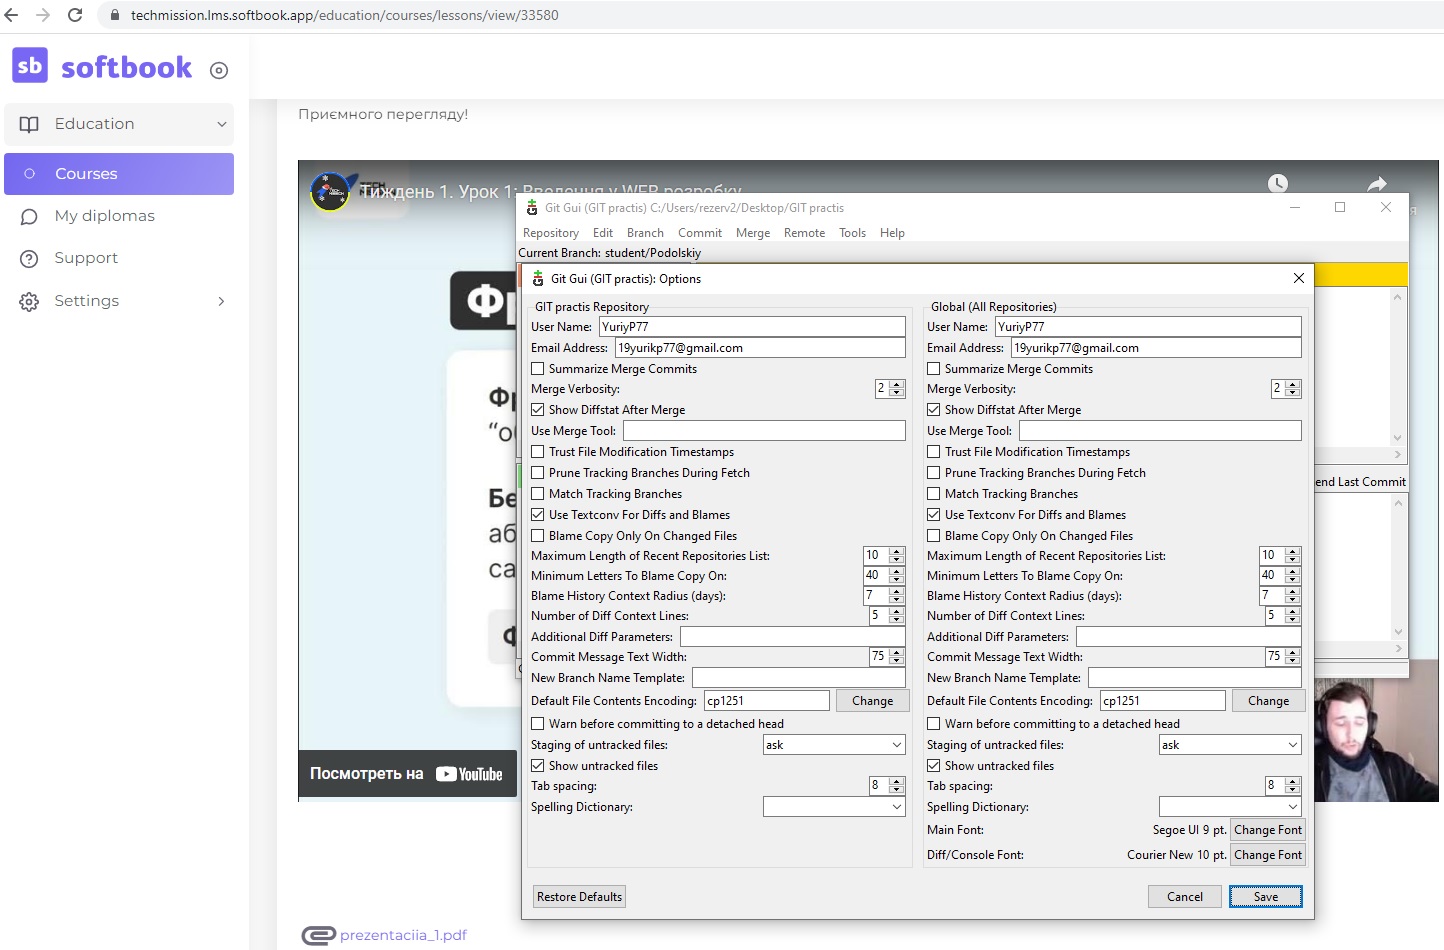 techmission.lms.softbook.app/education/courses/lessons/view/33580
sb softbook
Education
Courses
My diplomas
Support
Settings
Приємного перегляду!
Тиждень 1. Урок 1: Введення у WEB розробку
Git Gui (GIT practis) C:/Users/rezerv2/Desktop/GIT practis
Repository Edit Branch Commit Merge Remote Tools Help
Current Branch: student/Podolskiy
Git Gui (GIT practis): Options
GIT practis Repository
User Name: YuriyP77
Email Address: 19yurikp77@gmail.com
Summarize Merge Commits
Merge Verbosity: 2
Show Diffstat After Merge
Use Merge Tool:
Trust File Modification Timestamps
Prune Tracking Branches During Fetch
Match Tracking Branches
Use Textconv For Diffs and Blames
Blame Copy Only On Changed Files
Maximum Length of Recent Repositories List: 10
Minimum Letters To Blame Copy On: 40
Blame History Context Radius (days): 7
Number of Diff Context Lines: 5
Additional Diff Parameters:
Commit Message Text Width: 75
New Branch Name Template:
Default File Contents Encoding: cp1251 Change
Warn before committing to a detached head
Staging of untracked files: ask
Show untracked files
Tab spacing: 8
Spelling Dictionary:
Global (All Repositories)
User Name: YuriyP77
Email Address: 19yurikp77@gmail.com
Summarize Merge Commits
Merge Verbosity: 2
Show Diffstat After Merge
Use Merge Tool:
Trust File Modification Timestamps
Prune Tracking Branches During Fetch
Match Tracking Branches
Use Textconv For Diffs and Blames
Blame Copy Only On Changed Files
Maximum Length of Recent Repositories List: 10
Minimum Letters To Blame Copy On: 40
Blame History Context Radius (days): 7
Number of Diff Context Lines: 5
Additional Diff Parameters:
Commit Message Text Width: 75
New Branch Name Template:
Default File Contents Encoding: cp1251 Change
Warn before committing to a detached head
Staging of untracked files: ask
Show untracked files
Tab spacing: 8
Spelling Dictionary:
Main Font: Segoe UI 9 pt. Change Font
Diff/Console Font: Courier New 10 pt. Change Font
Restore Defaults Cancel Save
end Last Commit
Посмотреть на YouTube
prezentaciia_1.pdf